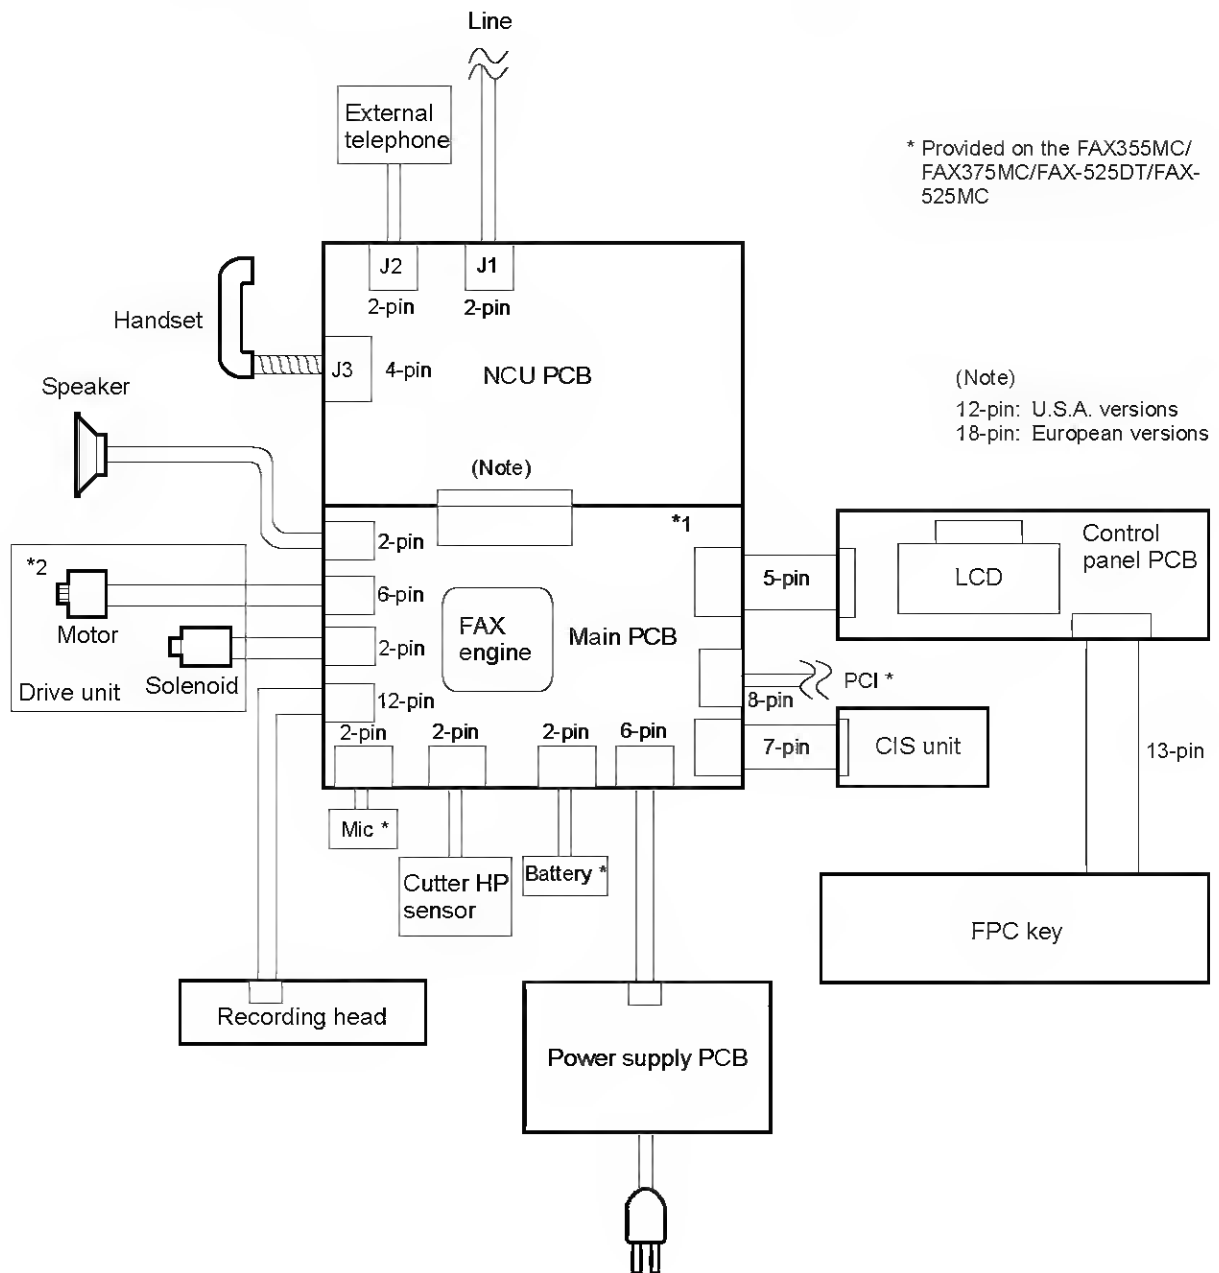 Line
External
telephone
* Provided on the FAX355MC/
FAX375MC/FAX-525DT/FAX-
525MC
J2
J1
2-pin
2-pin
Handset
J3
4-pin
NCU PCB
Speaker
(Note)
12-pin: U.S.A. versions
18-pin: European versions
(Note)
*1
2-pin
Control
panel PCB
LCD
5-pin
*2
Motor
6-pin
FAX
engine
Main PCB
2-pin
Solenoid
Drive unit
12-pin
PCI *
8-pin
2-pin
2-pin
2-pin
6-pin
7-pin
CIS unit
13-pin
Mic *
Cutter HP
sensor
Battery *
FPC key
Recording head
Power supply PCB